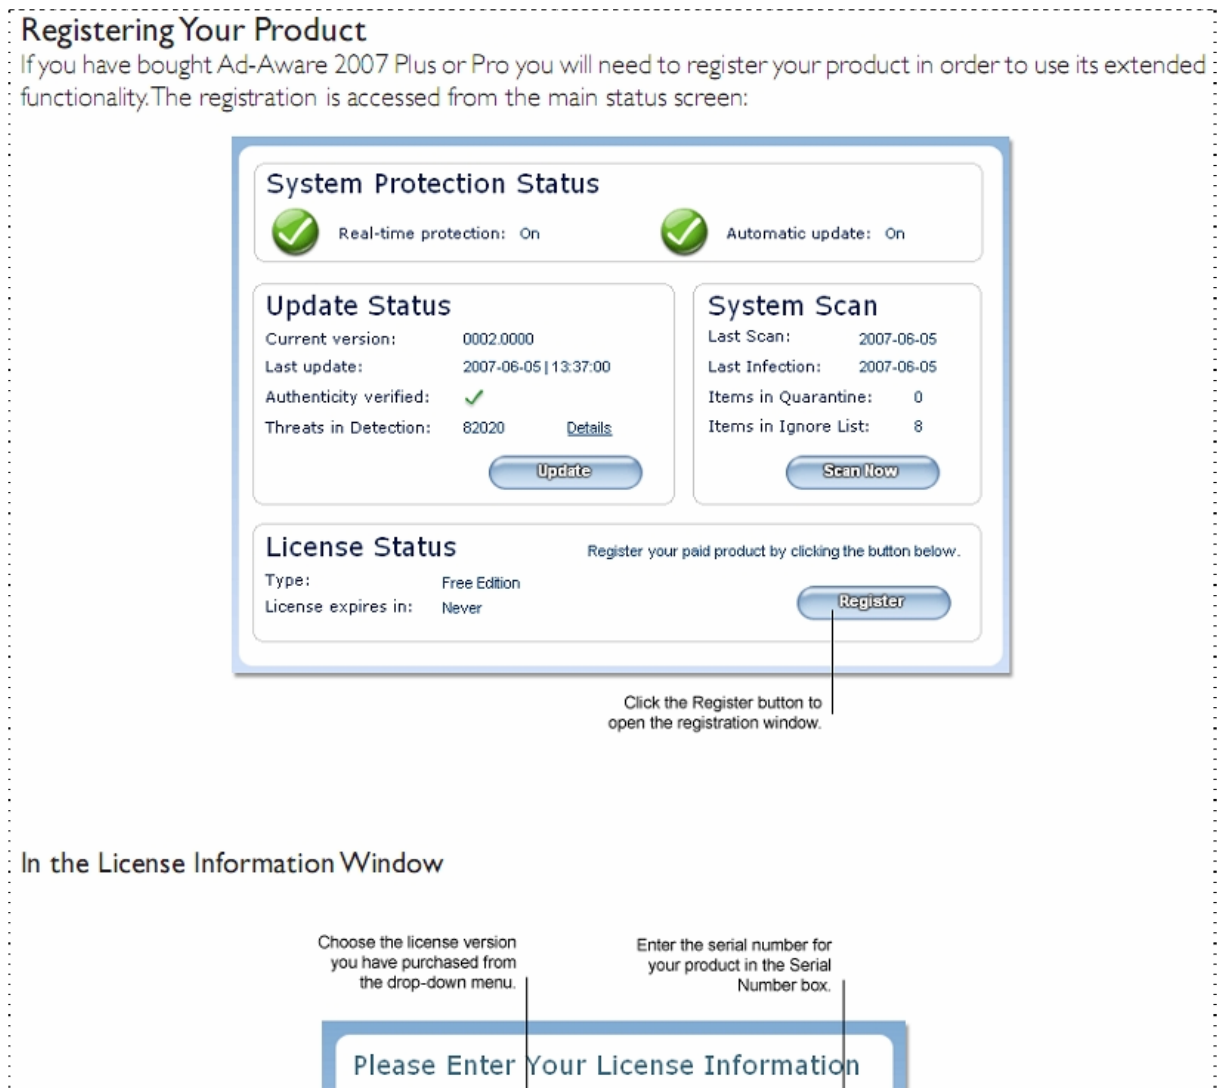 Registering Your Product
If you have bought Ad-Aware 2007 Plus or Pro you will need to register your product in order to use its extended
functionality. The registration is accessed from the main status screen:
System Protection Status
Real-time protection: On
Automatic update: On
Update Status
Current version: 0002.0000
Last update: 2007-06-05 | 13:37:00
Authenticity verified:
Threats in Detection: 82020 Details
Update
System Scan
Last Scan: 2007-06-05
Last Infection: 2007-06-05
Items in Quarantine: 0
Items in Ignore List: 8
Scan Now
License Status
Register your paid product by clicking the button below.
Type: Free Edition
License expires in: Never
Register
Click the Register button to
open the registration window.
In the License Information Window
Choose the license version
you have purchased from
the drop-down menu.
Enter the serial number for
your product in the Serial
Number box.
Please Enter Your License Information